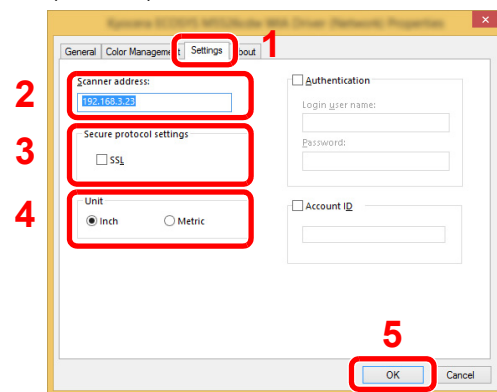 Kyocera ECOSYS M5526cdw WIA Driver (Network) Properties
General Color Management Settings About
1
2
Scanner address:
192.168.3.23
3
Secure protocol settings
SSL
4
Unit
Inch Metric
Authentication
Login user name:
Password:
Account ID
5
OK Cancel